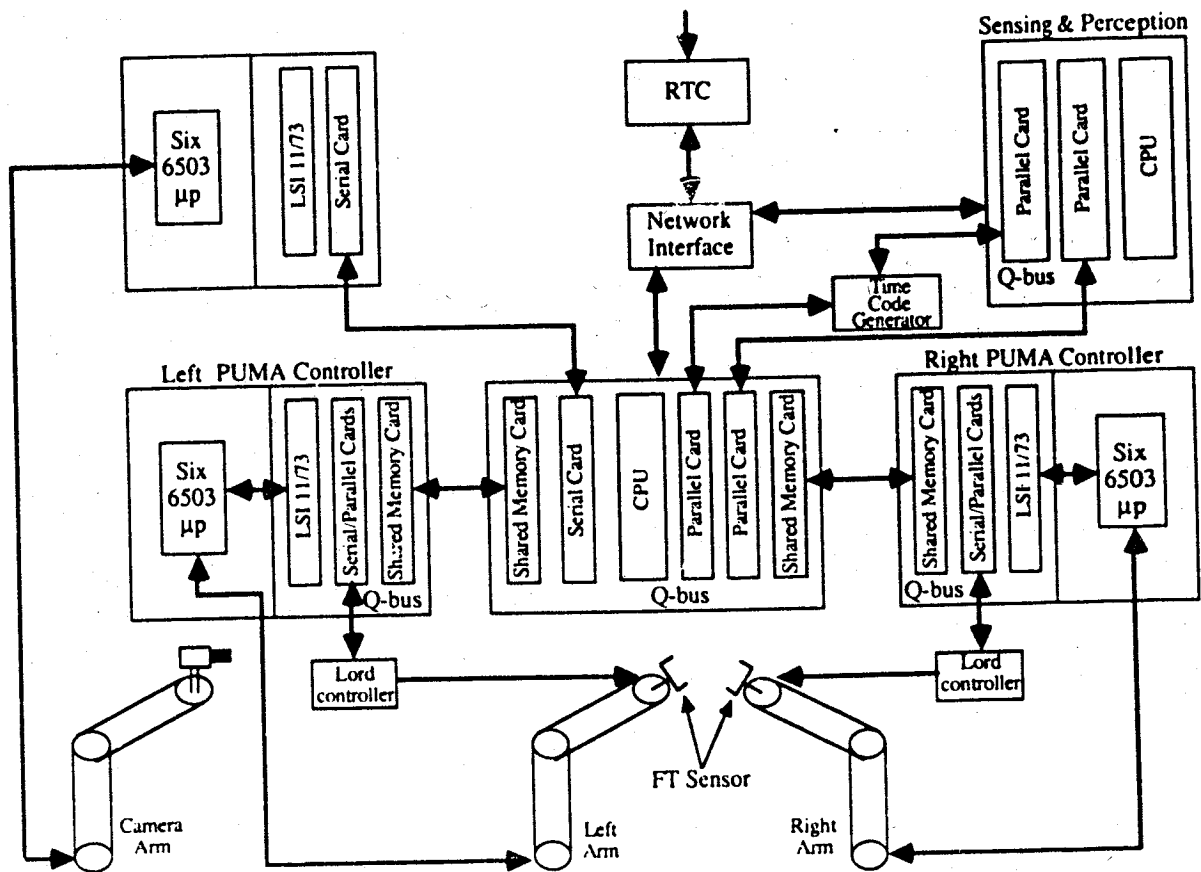 Sensing & Perception
RTC
Parallel Card
Parallel Card
CPU
Q-bus
Six
6503
µp
LSI 11/73
Serial Card
Network
Interface
Time
Code
Generator
Left PUMA Controller
Six
6503
µp
LSI 11/73
Serial/Parallel Cards
Shared Memory Card
Q-bus
Shared Memory Card
Serial Card
CPU
Parallel Card
Parallel Card
Shared Memory Card
Q-bus
Right PUMA Controller
Shared Memory Card
Serial/Parallel Cards
LSI 11/73
Q-bus
Six
6503
µp
Lord
controller
Lord
controller
FT Sensor
Camera
Arm
Left
Arm
Right
Arm